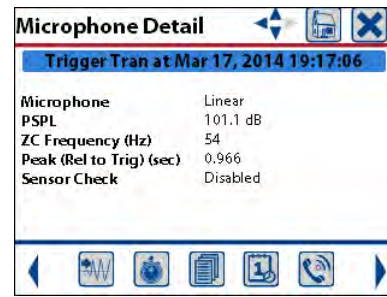 Microphone Detail
Trigger Tran at Mar 17, 2014 19:17:06
Microphone Linear
PSPL 101.1 dB
ZC Frequency (Hz) 54
Peak (Rel to Trig) (sec) 0.966
Sensor Check Disabled
1